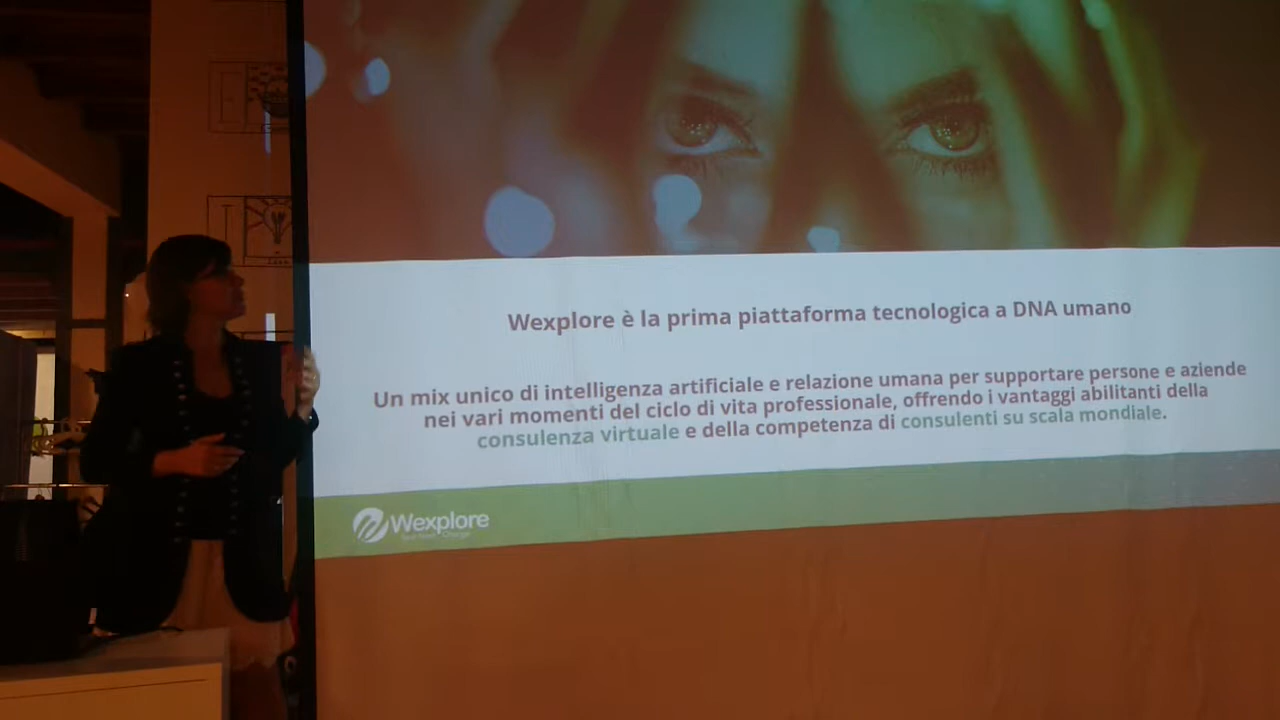 Wexplore è la prima piattaforma tecnologica a DNA umano
Un mix unico di intelligenza artificiale e relazione umana per supportare persone e aziende
nei vari momenti del ciclo di vita professionale, offrendo i vantaggi abilitanti della
consulenza virtuale e della competenza di consulenti su scala mondiale.
Wexplore